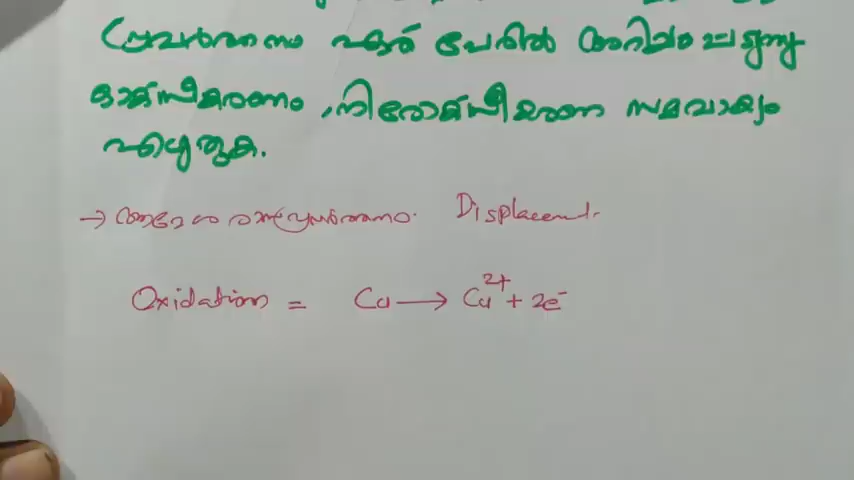 പ്രവർത്തനം ഏത് പേരിൽ അറിയപ്പെടുന്നു
ഓക്സീകരണം, നിരോക്സീകരണ സമവാക്യം
എഴുതുക.
→ ആദേശ രാസപ്രവർത്തനം. Displacement.
Oxidation = Cu → Cu²⁺ + 2e⁻